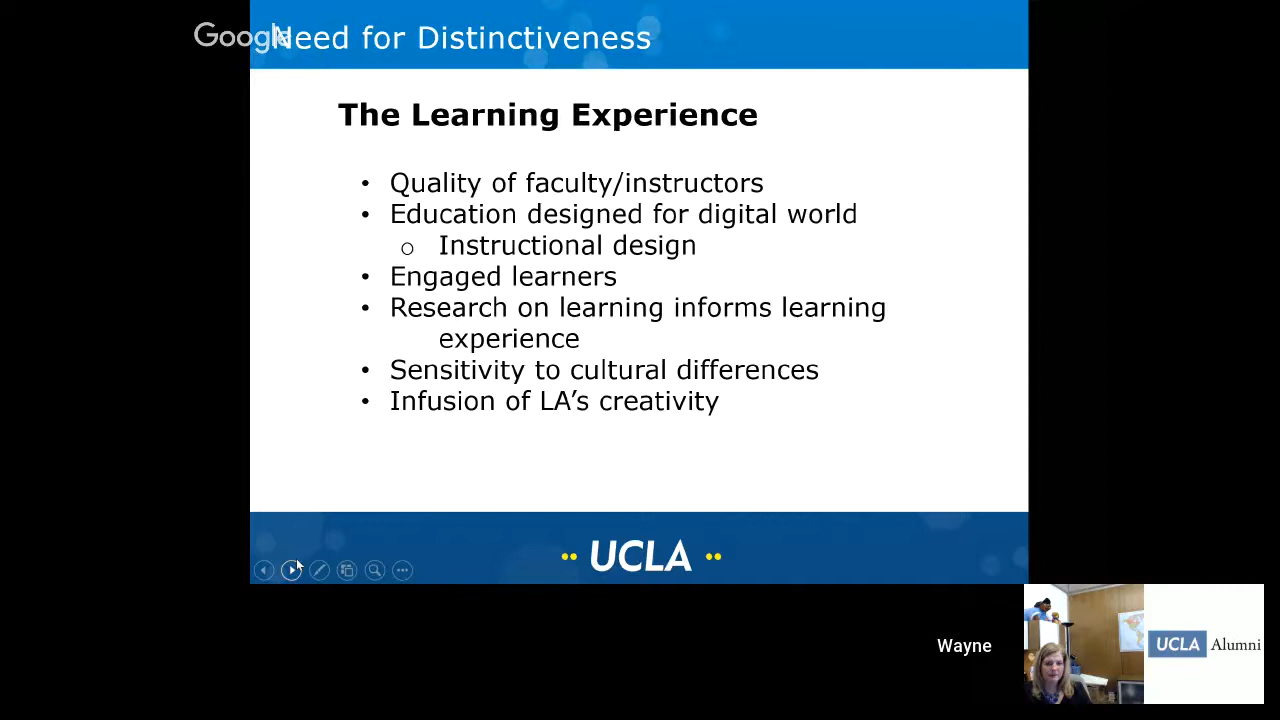 Google
Need for Distinctiveness
The Learning Experience
• Quality of faculty/instructors
• Education designed for digital world
o Instructional design
• Engaged learners
• Research on learning informs learning
experience
• Sensitivity to cultural differences
• Infusion of LA’s creativity
UCLA
Wayne
UCLA Alumni